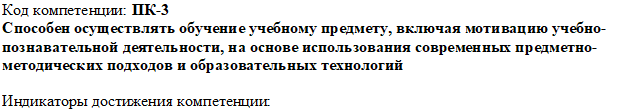 Код компетенции: ПК-3
Способен осуществлять обучение учебному предмету, включая мотивацию учебно-
познавательной деятельности, на основе использования современных предметно-
методических подходов и образовательных технологий
Индикаторы достижения компетенции: